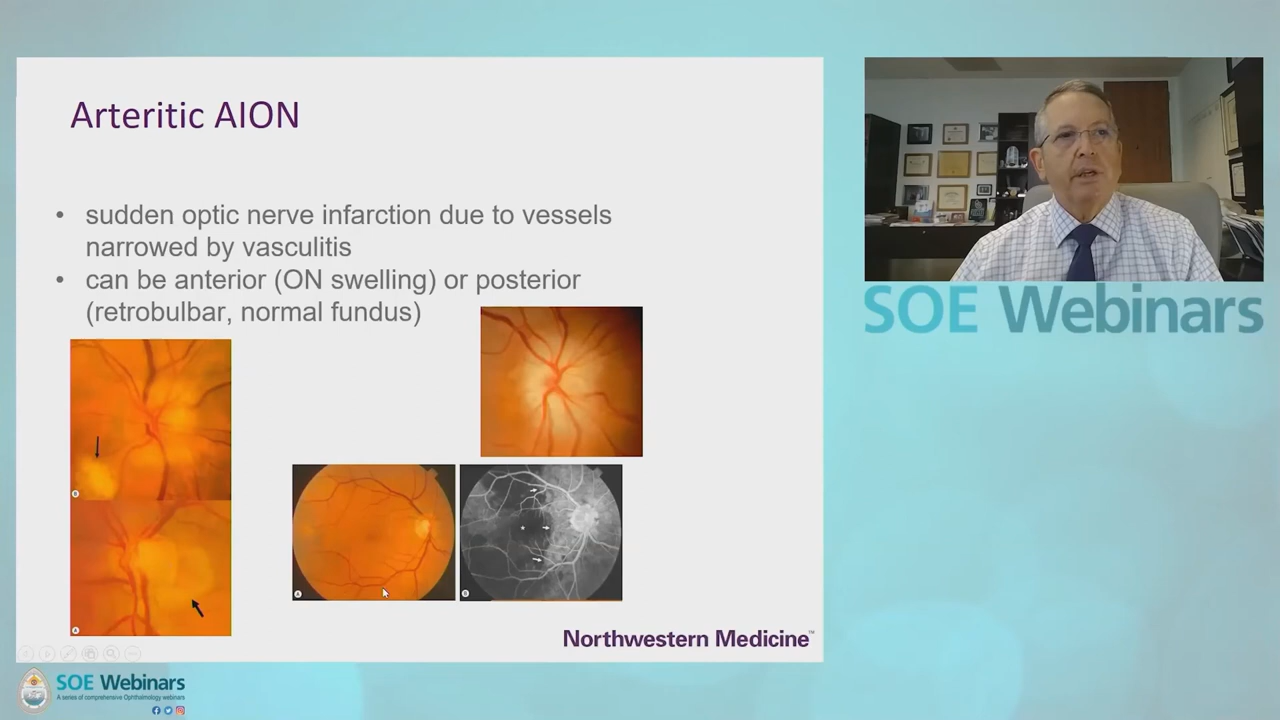 Arteritic AION
• sudden optic nerve infarction due to vessels
narrowed by vasculitis
• can be anterior (ON swelling) or posterior
(retrobulbar, normal fundus)
B
A
A
B
Northwestern Medicine™
SOE Webinars
SOE Webinars
A series of comprehensive Ophthalmology webinars